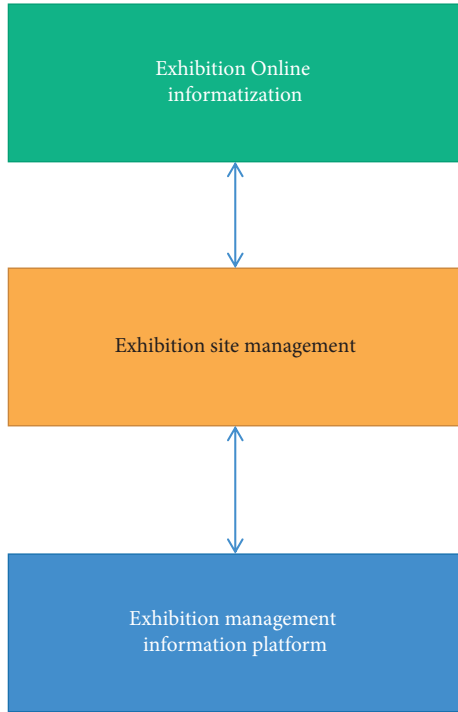 Exhibition Online
informatization
Exhibition site management
Exhibition management
information platform